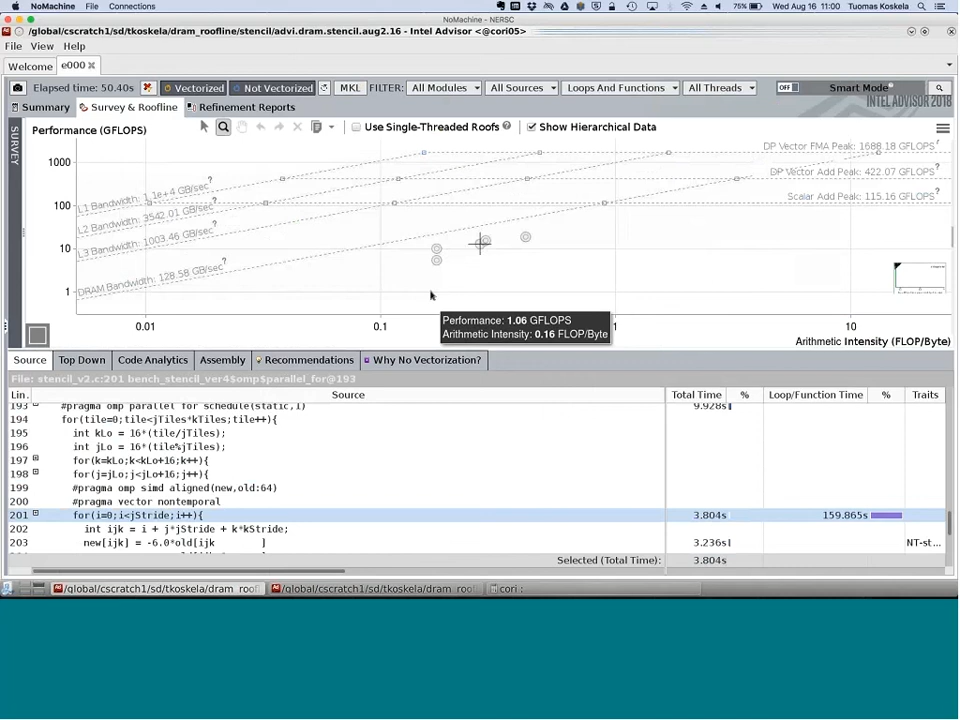 NoMachine File Connections 75% Wed Aug 16 11:00 Tuomas Koskela
NoMachine - NERSC
/global/cscratch1/sd/tkoskela/dram_roofline/stencil/advi.dram.stencil.aug2.16 - Intel Advisor <@cori05>
File View Help
Welcome e000
Elapsed time: 50.40s Vectorized Not Vectorized MKL FILTER: All Modules All Sources Loops And Functions All Threads OFF Smart Mode
Summary Survey & Roofline Refinement Reports INTEL ADVISOR 2018
SURVEY
Performance (GFLOPS) Use Single-Threaded Roofs ? Show Hierarchical Data
DP Vector FMA Peak: 1688.18 GFLOPS ?
1000
DP Vector Add Peak: 422.07 GFLOPS ?
L1 Bandwidth: 1.1e+4 GB/sec ?
Scalar Add Peak: 115.16 GFLOPS ?
100
L2 Bandwidth: 3542.01 GB/sec ?
L3 Bandwidth: 1003.46 GB/sec ?
10
DRAM Bandwidth: 128.58 GB/sec ?
1
Performance: 1.06 GFLOPS
0.01 0.1 1 10
Arithmetic Intensity: 0.16 FLOP/Byte
Arithmetic Intensity (FLOP/Byte)
Source Top Down Code Analytics Assembly Recommendations Why No Vectorization?
File: stencil_v2.c:201 bench_stencil_ver4$omp$parallel_for@193
Lin. Source Total Time % Loop/Function Time % Traits
193 #pragma omp parallel for schedule(static,1) 9.928s
194 for(tile=0;tile<jTiles*kTiles;tile++){
195 int kLo = 16*(tile/jTiles);
196 int jLo = 16*(tile%jTiles);
197 for(k=kLo;k<kLo+16;k++){
198 for(j=jLo;j<jLo+16;j++){
199 #pragma omp simd aligned(new,old:64)
200 #pragma vector nontemporal
201 for(i=0;i<jStride;i++){ 3.804s 159.865s
202 int ijk = i + j*jStride + k*kStride;
203 new[ijk] = -6.0*old[ijk ] 3.236s NT-st...
Selected (Total Time): 3.804s
/global/cscratch1/sd/tkoskela/dram_roof /global/cscratch1/sd/tkoskela/dram_roof cori :